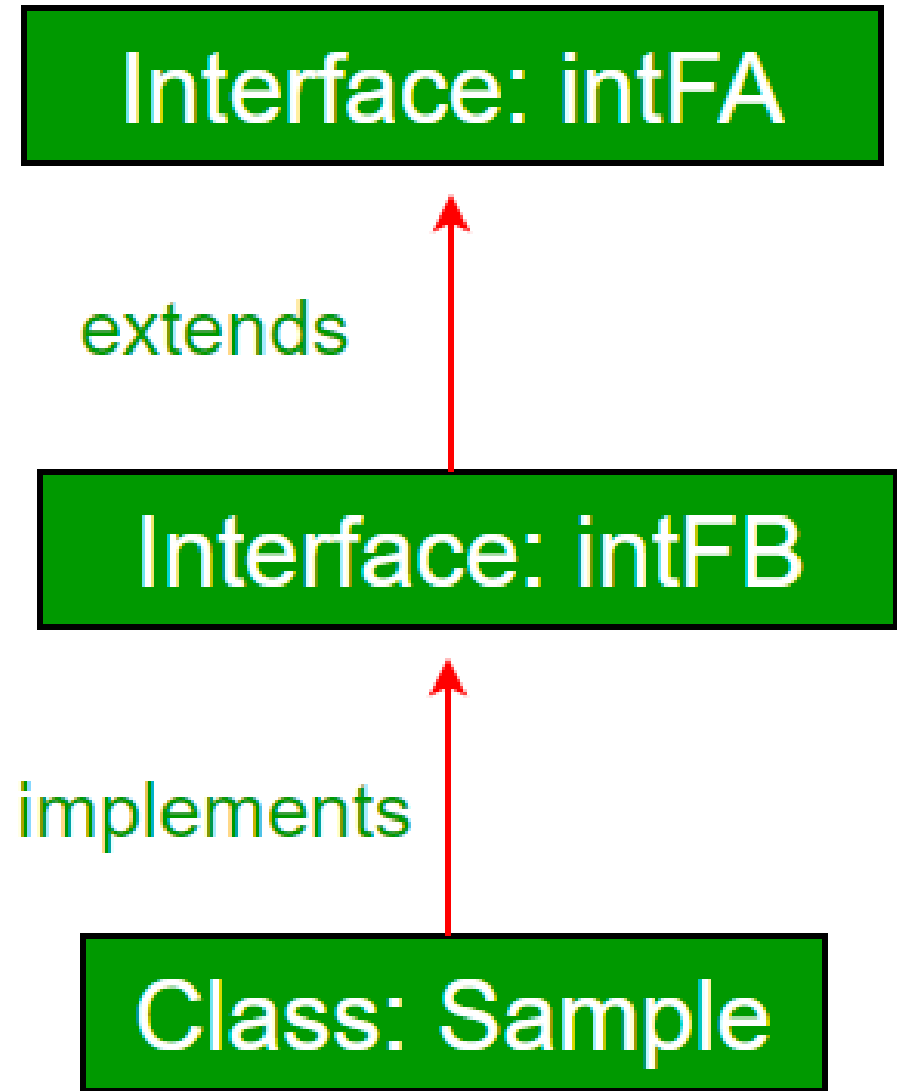 Interface: intFA
extends
Interface: intFB
implements
Class: Sample